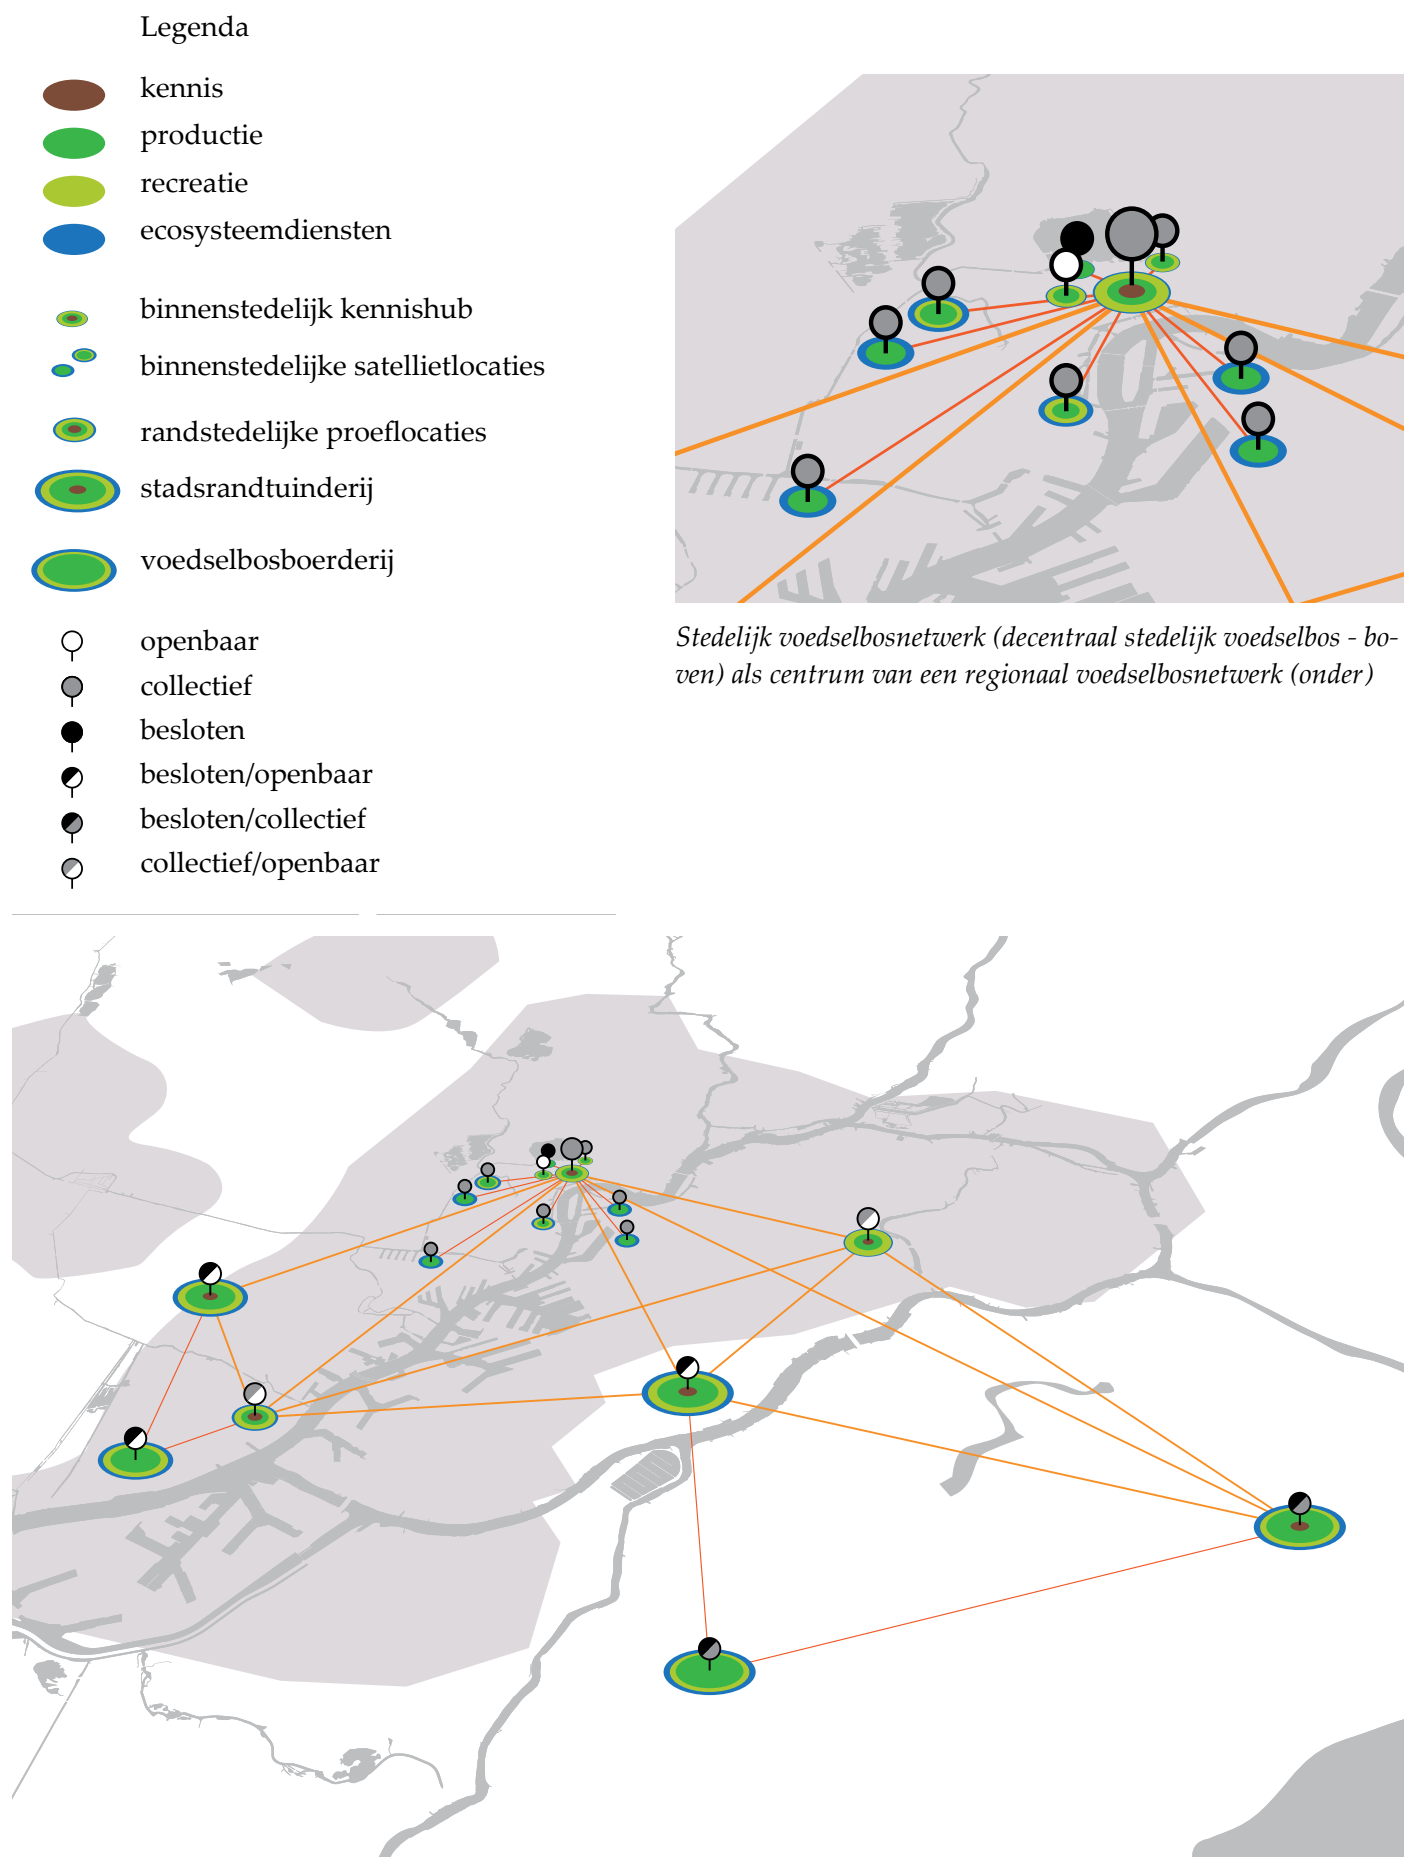 Legenda
kennis
productie
recreatie
ecosysteemdiensten
binnenstedelijk kennishub
binnenstedelijke satellietlocaties
randstedelijke proeflocaties
stadsrandtuinderij
voedselbosboerderij
openbaar
collectief
besloten
besloten/openbaar
besloten/collectief
collectief/openbaar
Stedelijk voedselbosnetwerk (decentraal stedelijk voedselbos - bo-
ven) als centrum van een regionaal voedselbosnetwerk (onder)